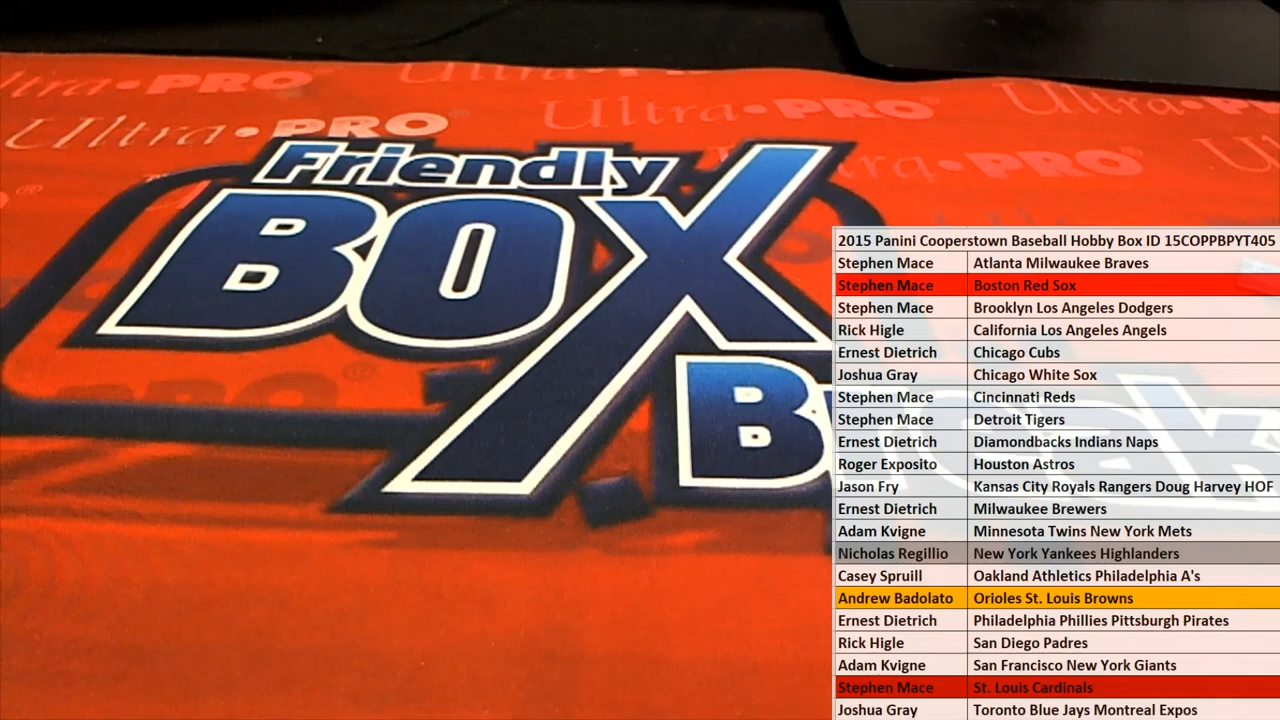 Ultra•PRO
Ultra•PRO®
Ultra•PRO®
Friendly
BOX
B
PRO®
2015 Panini Cooperstown Baseball Hobby Box ID 15COPPBPYT405
Stephen Mace Atlanta Milwaukee Braves
Stephen Mace Boston Red Sox
Stephen Mace Brooklyn Los Angeles Dodgers
Rick Higle California Los Angeles Angels
Ernest Dietrich Chicago Cubs
Joshua Gray Chicago White Sox
Stephen Mace Cincinnati Reds
Stephen Mace Detroit Tigers
Ernest Dietrich Diamondbacks Indians Naps
Roger Exposito Houston Astros
Jason Fry Kansas City Royals Rangers Doug Harvey HOF
Ernest Dietrich Milwaukee Brewers
Adam Kvigne Minnesota Twins New York Mets
Nicholas Regillio New York Yankees Highlanders
Casey Spruill Oakland Athletics Philadelphia A's
Andrew Badolato Orioles St. Louis Browns
Ernest Dietrich Philadelphia Phillies Pittsburgh Pirates
Rick Higle San Diego Padres
Adam Kvigne San Francisco New York Giants
Stephen Mace St. Louis Cardinals
Joshua Gray Toronto Blue Jays Montreal Expos